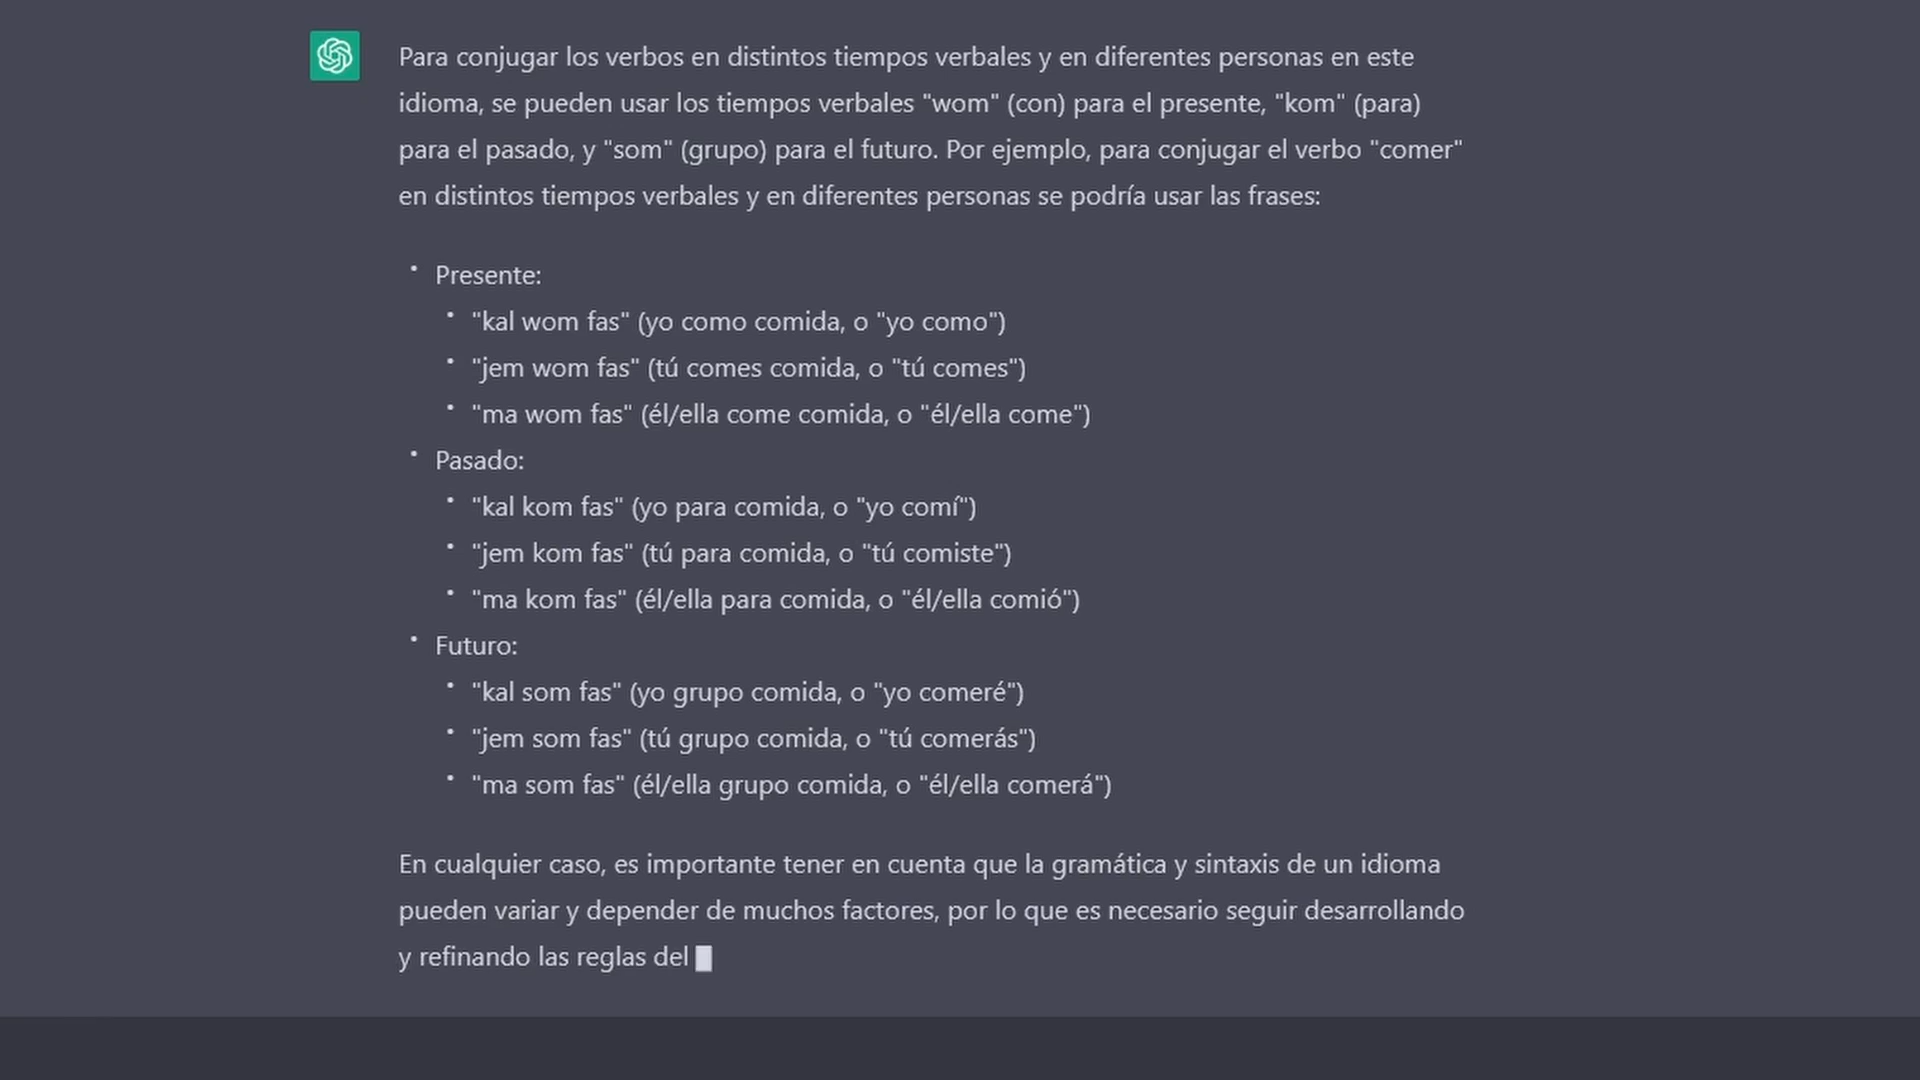 Para conjugar los verbos en distintos tiempos verbales y en diferentes personas en este
idioma, se pueden usar los tiempos verbales "wom" (con) para el presente, "kom" (para)
para el pasado, y "som" (grupo) para el futuro. Por ejemplo, para conjugar el verbo "comer"
en distintos tiempos verbales y en diferentes personas se podría usar las frases:
• Presente:
• "kal wom fas" (yo como comida, o "yo como")
• "jem wom fas" (tú comes comida, o "tú comes")
• "ma wom fas" (él/ella come comida, o "él/ella come")
• Pasado:
• "kal kom fas" (yo para comida, o "yo comí")
• "jem kom fas" (tú para comida, o "tú comiste")
• "ma kom fas" (él/ella para comida, o "él/ella comió")
• Futuro:
• "kal som fas" (yo grupo comida, o "yo comeré")
• "jem som fas" (tú grupo comida, o "tú comerás")
• "ma som fas" (él/ella grupo comida, o "él/ella comerá")
En cualquier caso, es importante tener en cuenta que la gramática y sintaxis de un idioma
pueden variar y depender de muchos factores, por lo que es necesario seguir desarrollando
y refinando las reglas del